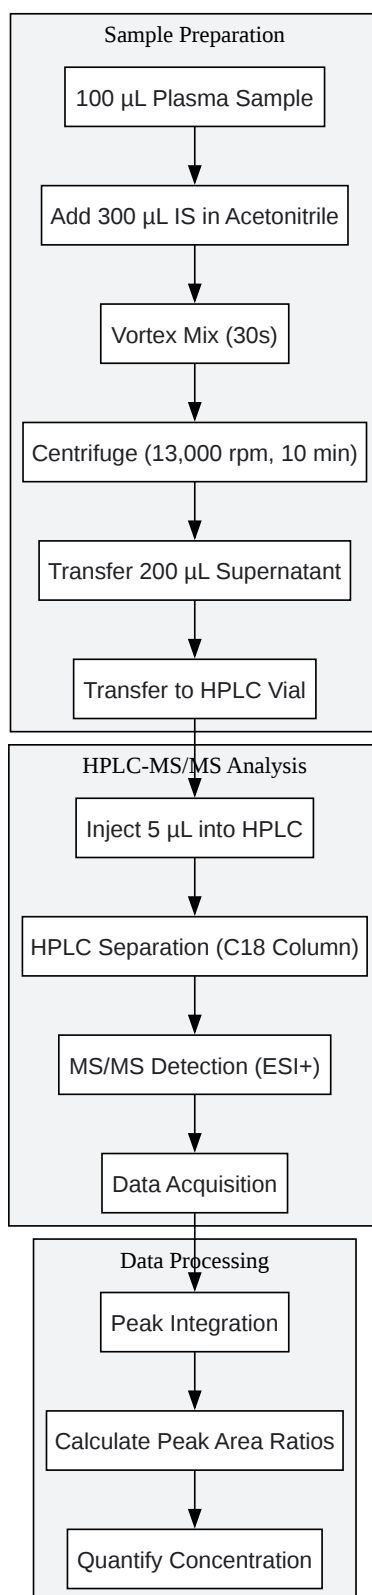 Sample Preparation
100 µL Plasma Sample
Add 300 µL IS in Acetonitrile
Vortex Mix (30s)
Centrifuge (13,000 rpm, 10 min)
Transfer 200 µL Supernatant
Transfer to HPLC Vial
HPLC-MS/MS Analysis
Inject 5 µL into HPLC
HPLC Separation (C18 Column)
MS/MS Detection (ESI+)
Data Acquisition
Data Processing
Peak Integration
Calculate Peak Area Ratios
Quantify Concentration